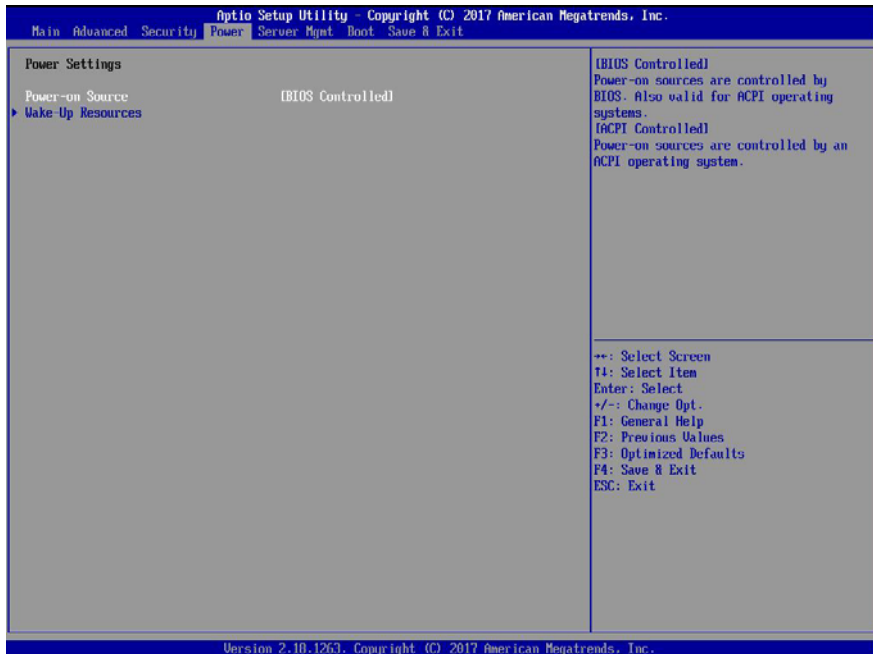 Aptio Setup Utility - Copyright (C) 2017 American Megatrends, Inc.
Main Advanced Security Power Server Mgmt Boot Save & Exit
Power Settings
Power-on Source [BIOS Controlled]
Wake-Up Resources
[BIOS Controlled]
Power-on sources are controlled by
BIOS. Also valid for ACPI operating
systems.
[ACPI Controlled]
Power-on sources are controlled by an
ACPI operating system.
→←: Select Screen
↑↓: Select Item
Enter: Select
+/-: Change Opt.
F1: General Help
F2: Previous Values
F3: Optimized Defaults
F4: Save & Exit
ESC: Exit
Version 2.18.1263. Copyright (C) 2017 American Megatrends, Inc.